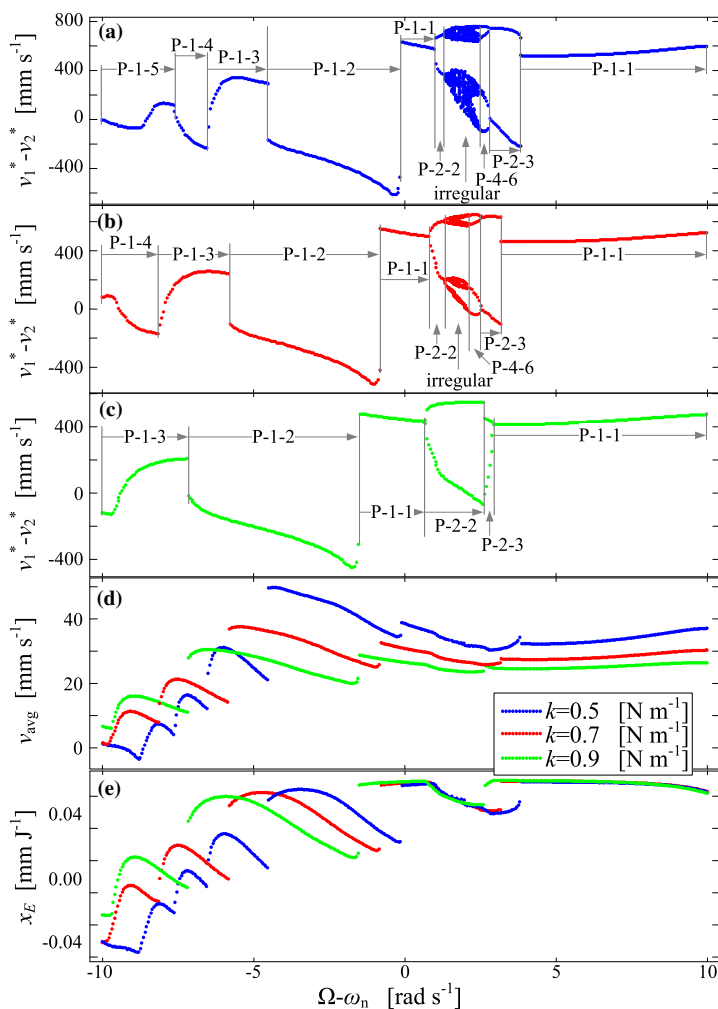 (a)
P-1-5
P-1-4
P-1-3
P-1-2
P-1-1
P-2-2
irregular
P-4-6
P-2-3
P-1-1
800
400
0
-400
v1*-v2* [mm s-1]
(b)
P-1-4
P-1-3
P-1-2
P-1-1
P-2-2
irregular
P-4-6
P-2-3
P-1-1
400
0
-400
v1*-v2* [mm s-1]
(c)
P-1-3
P-1-2
P-1-1
P-2-2
P-2-3
P-1-1
400
0
-400
v1*-v2* [mm s-1]
(d)
40
20
0
vavg [mm s-1]
k=0.5 [N m-1]
k=0.7 [N m-1]
k=0.9 [N m-1]
(e)
0.04
0.00
-0.04
xE [mm J-1]
-10 -5 0 5 10
Ω-ωn [rad s-1]